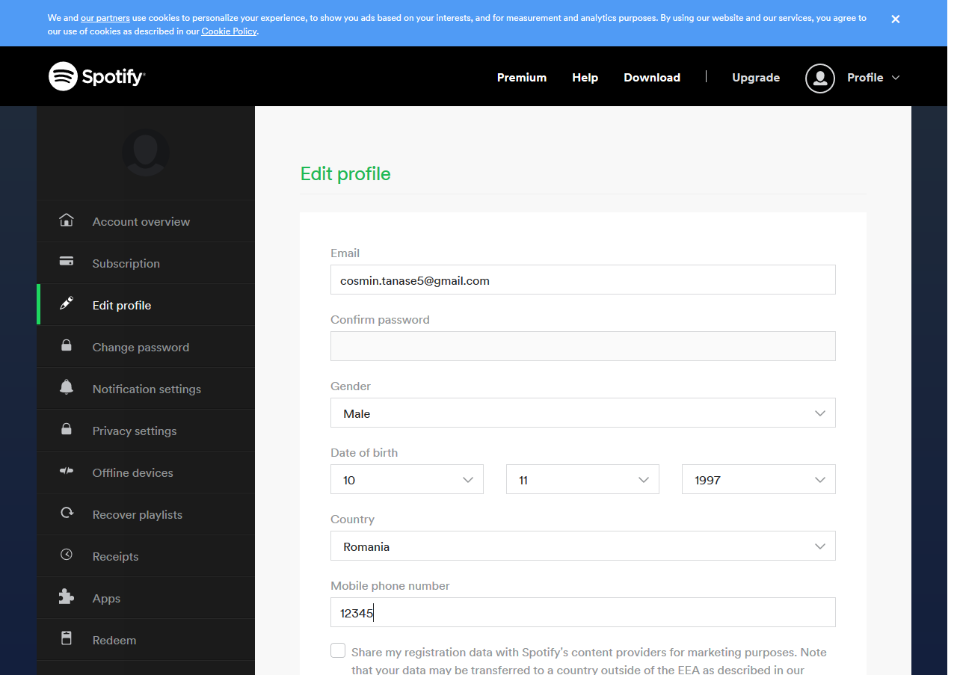 We and our partners use cookies to personalize your experience, to show you ads based on your interests, and for measurement and analytics purposes. By using our website and our services, you agree to
our use of cookies as described in our Cookie Policy.
Spotify
Premium Help Download | Upgrade Profile
Edit profile
Account overview
Subscription
Edit profile
Change password
Notification settings
Privacy settings
Offline devices
Recover playlists
Receipts
Apps
Redeem
Email
cosmin.tanase5@gmail.com
Confirm password
Gender
Male
Date of birth
10 11 1997
Country
Romania
Mobile phone number
12345
Share my registration data with Spotify's content providers for marketing purposes. Note
that your data may be transferred to a country outside of the EEA as described in our